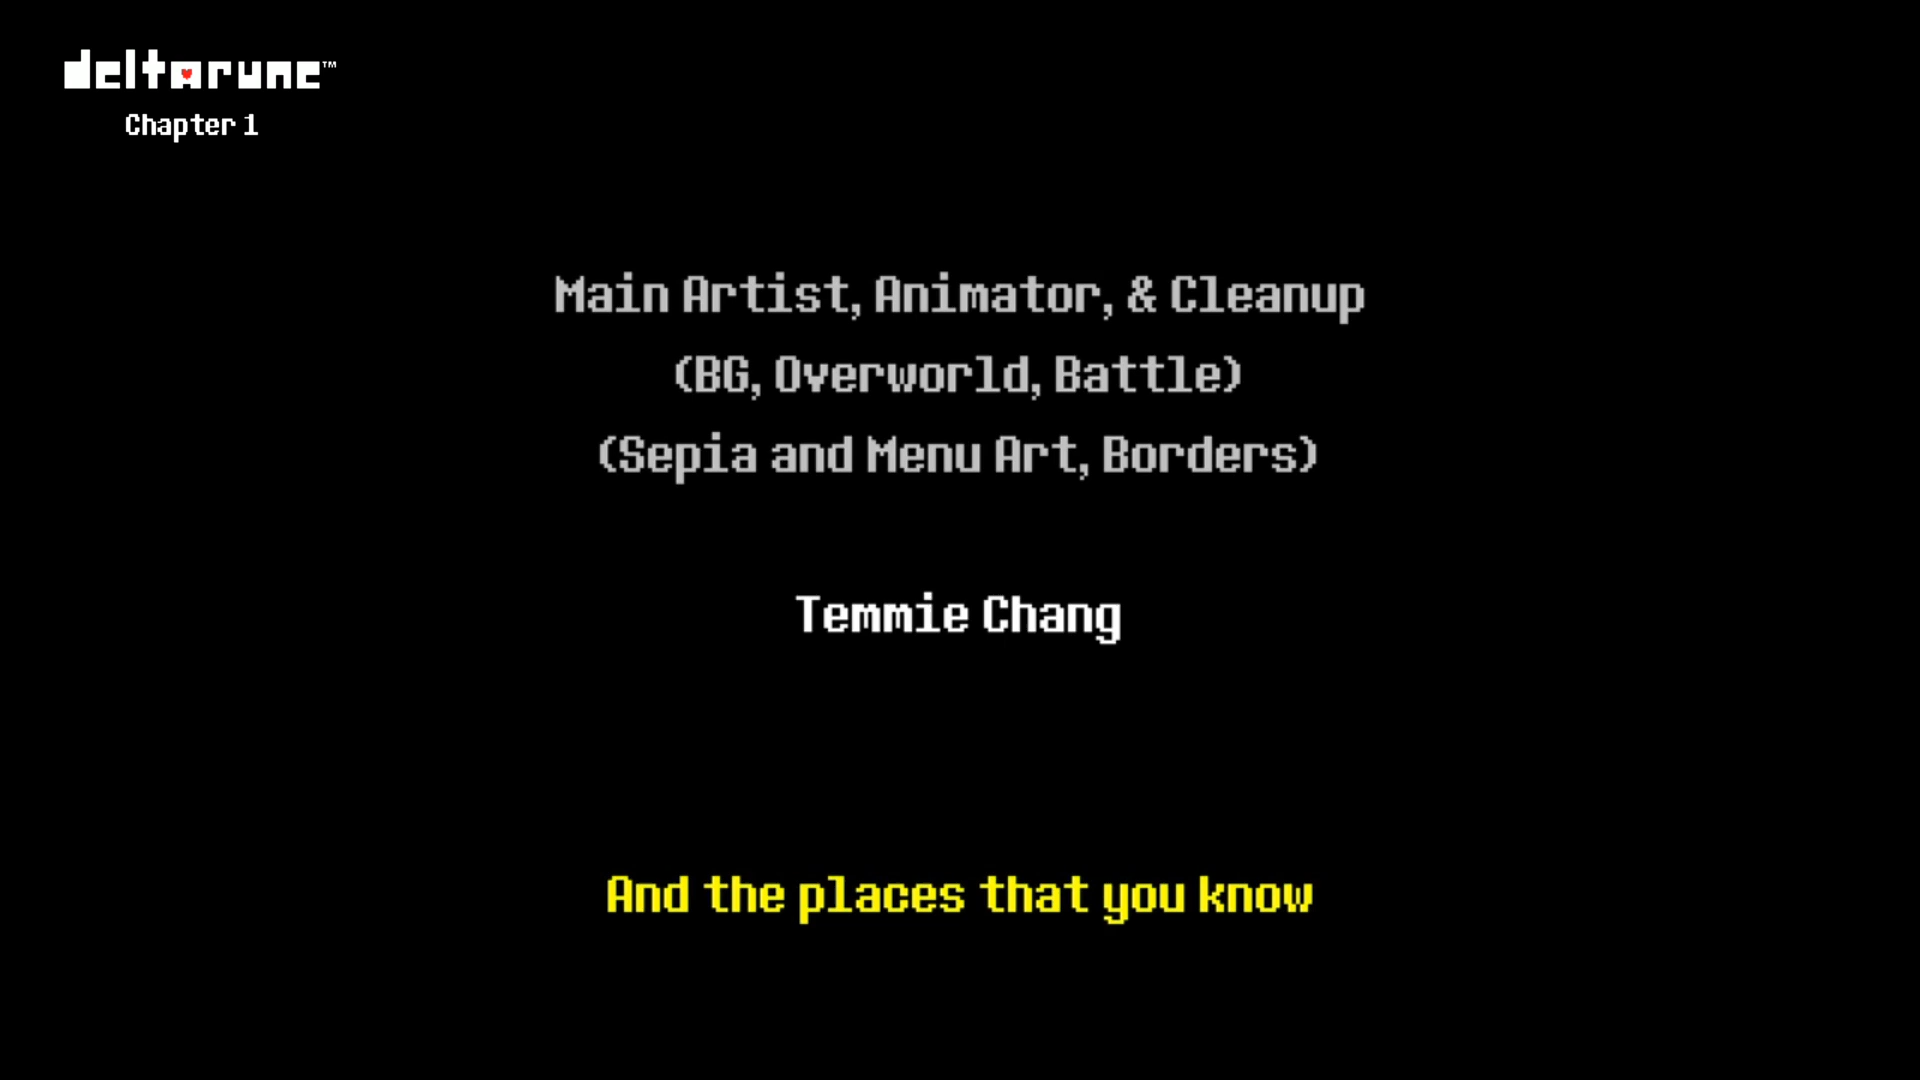 deltarune™
Chapter 1
Main Artist, Animator, & Cleanup
(BG, Overworld, Battle)
(Sepia and Menu Art, Borders)
Temmie Chang
And the places that you know